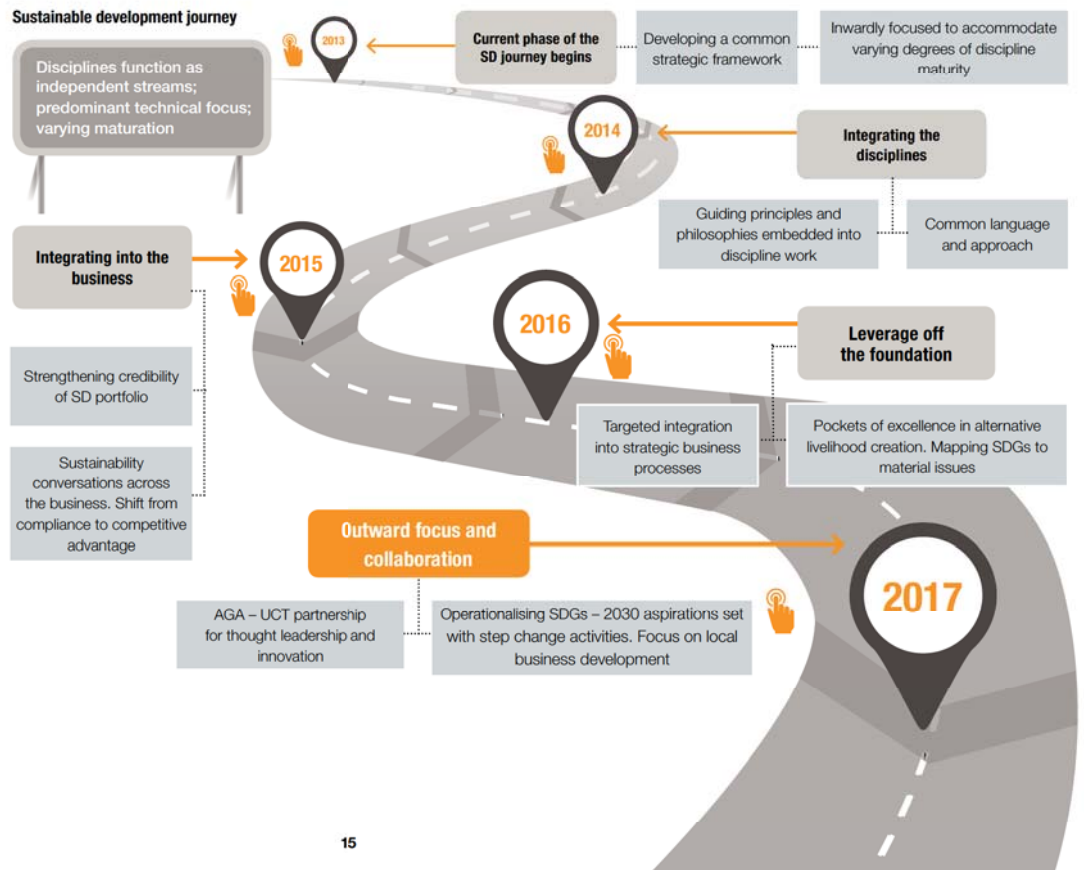 Sustainable development journey
Disciplines function as
independent streams;
predominant technical focus;
varying maturation
2013
Current phase of the
SD journey begins
Developing a common
strategic framework
Inwardly focused to accommodate
varying degrees of discipline
maturity
2014
Integrating the
disciplines
Guiding principles and
philosophies embedded into
discipline work
Common language
and approach
Integrating into the
business
2015
Strengthening credibility
of SD portfolio
Sustainability
conversations across
the business. Shift from
compliance to competitive
advantage
2016
Leverage off
the foundation
Targeted integration
into strategic business
processes
Pockets of excellence in alternative
livelihood creation. Mapping SDGs to
material issues
Outward focus and
collaboration
2017
AGA – UCT partnership
for thought leadership and
innovation
Operationalising SDGs – 2030 aspirations set
with step change activities. Focus on local
business development
15